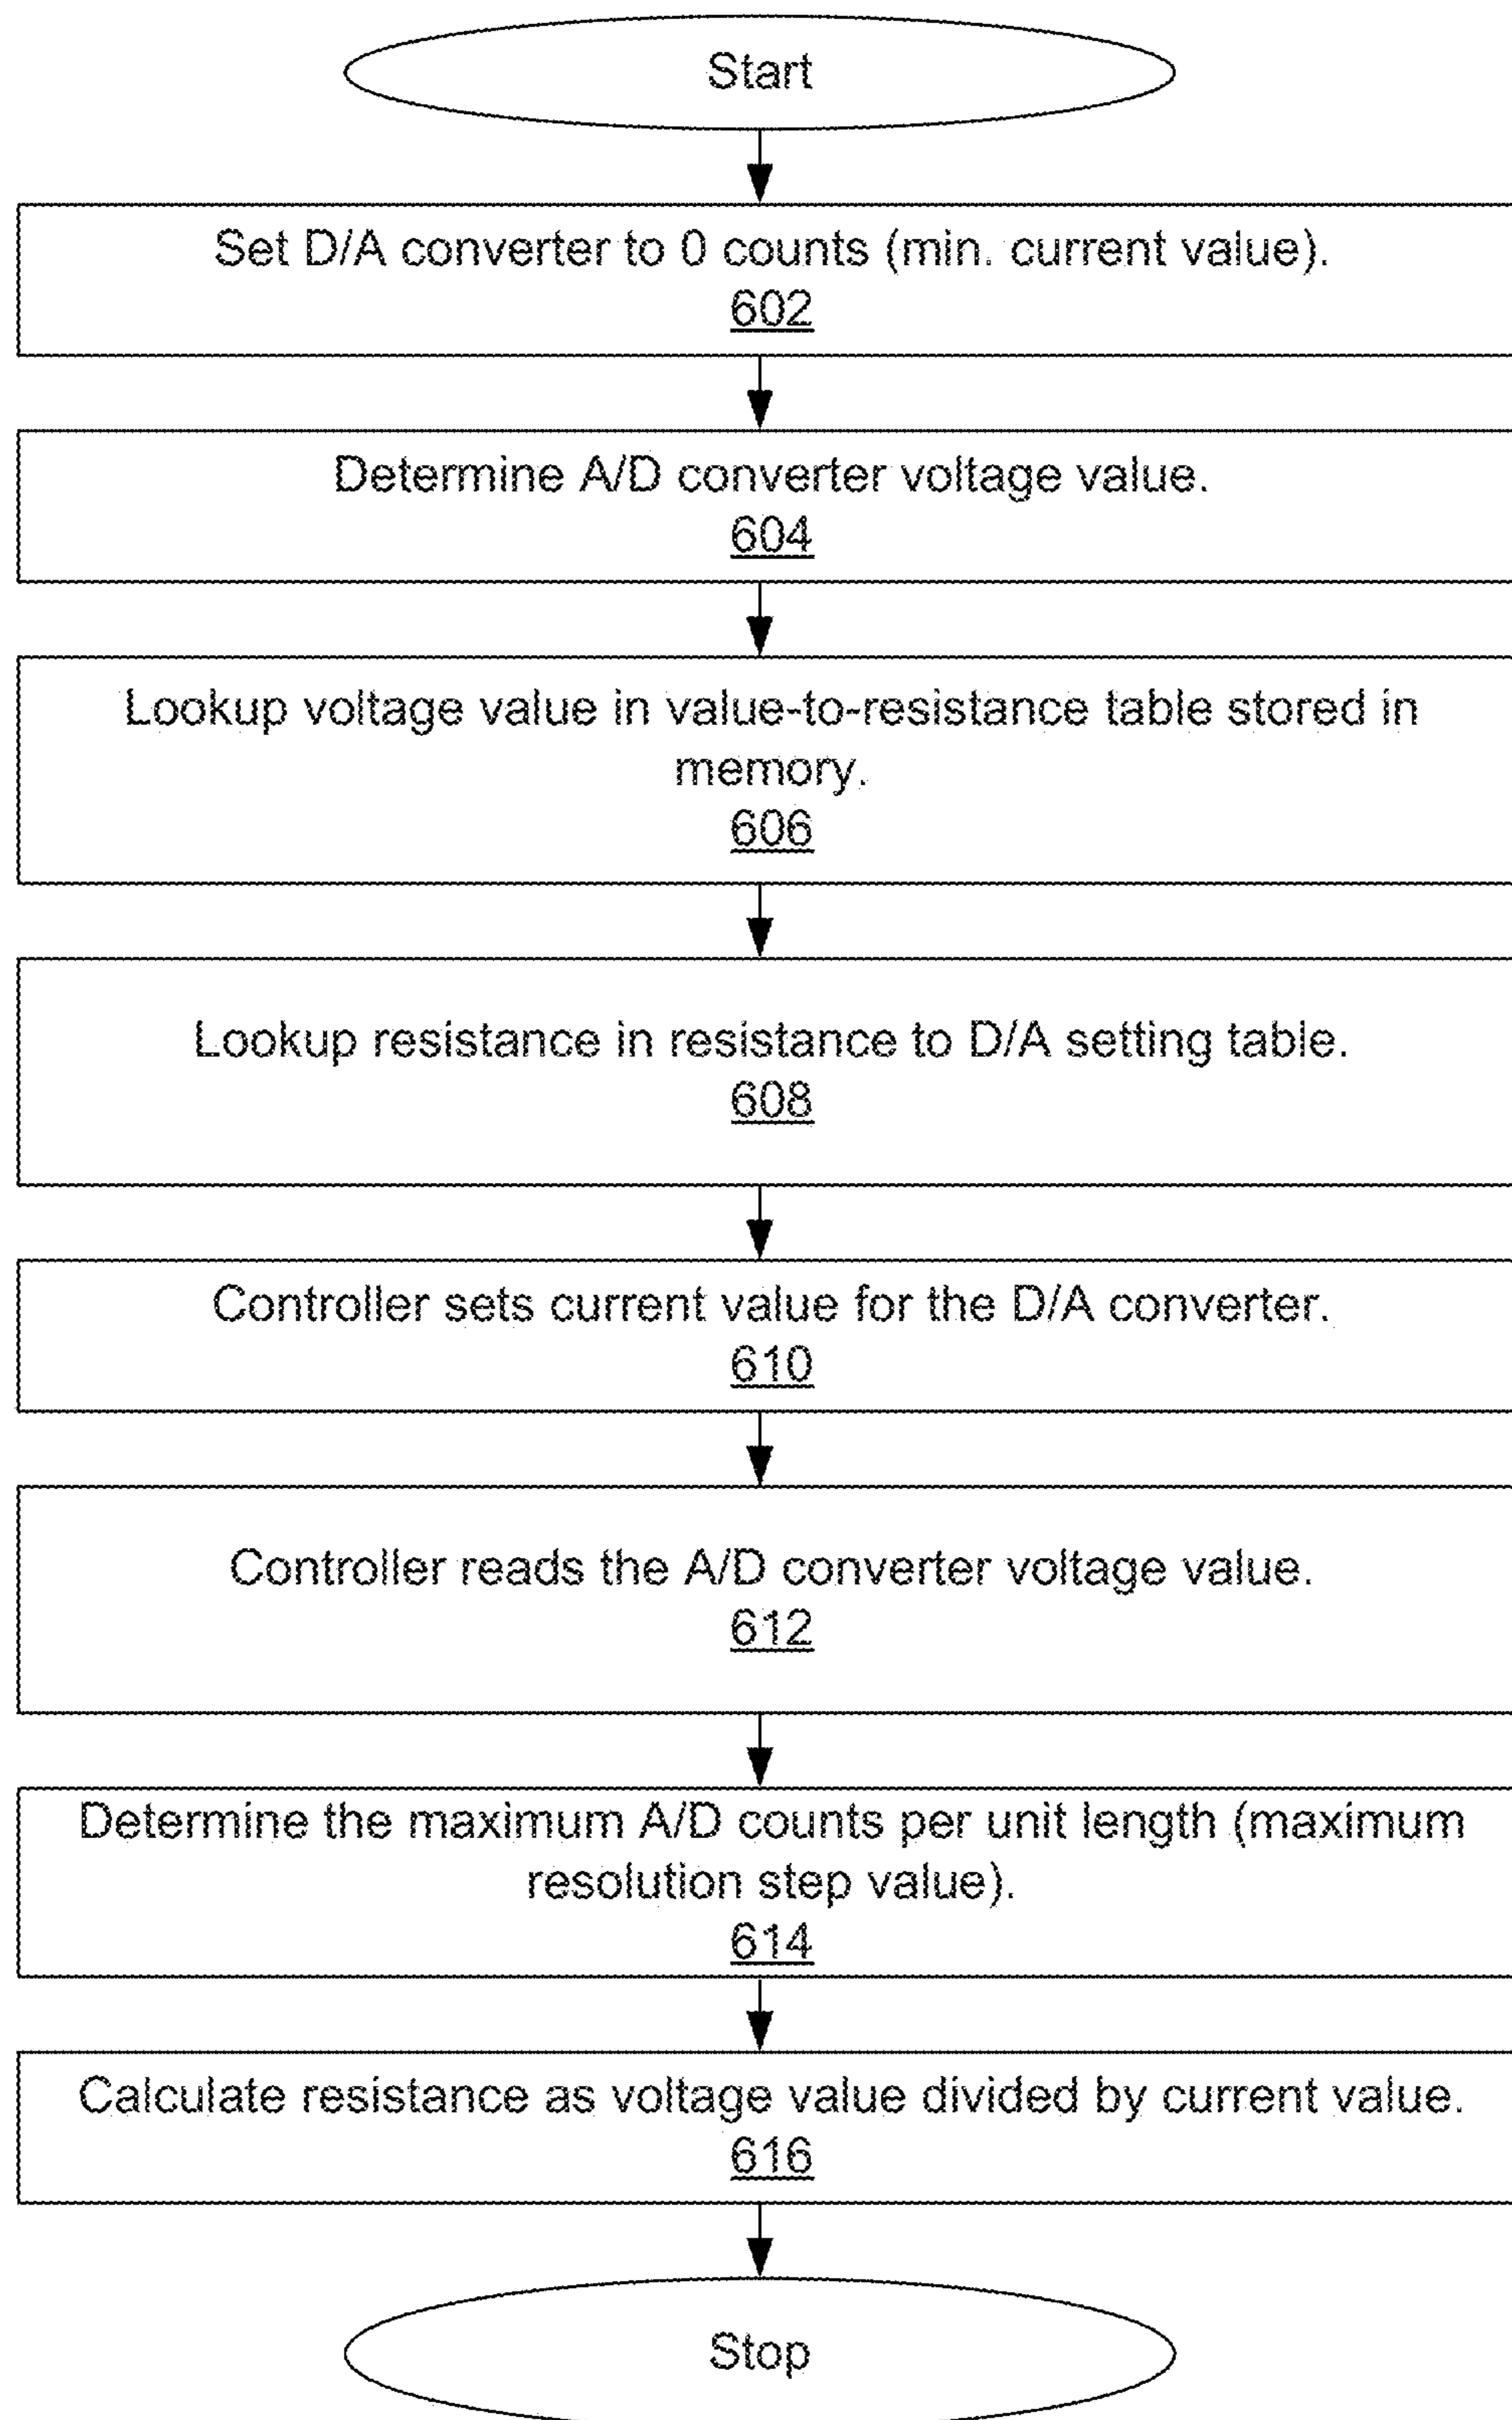 Start
Set D/A converter to 0 counts (min. current value).
602
Determine A/D converter voltage value.
604
Lookup voltage value in value-to-resistance table stored in
memory.
606
Lookup resistance in resistance to D/A setting table.
608
Controller sets current value for the D/A converter.
610
Controller reads the A/D converter voltage value.
612
Determine the maximum A/D counts per unit length (maximum
resolution step value).
614
Calculate resistance as voltage value divided by current value.
616
Stop